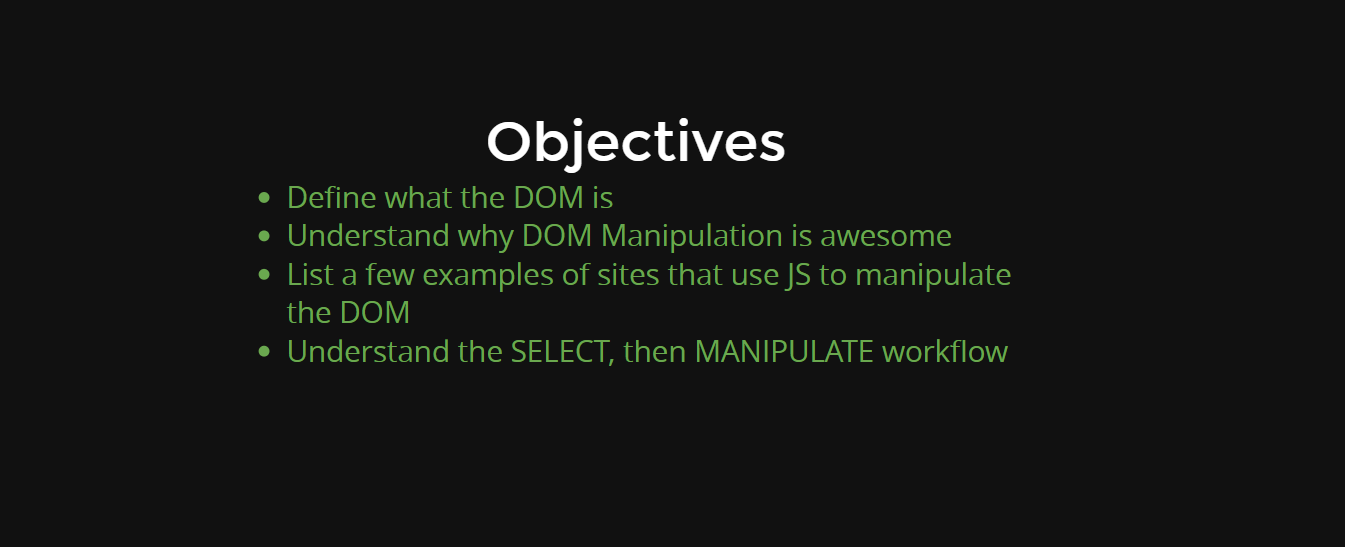 Objectives
• Define what the DOM is
• Understand why DOM Manipulation is awesome
• List a few examples of sites that use JS to manipulate
the DOM
• Understand the SELECT, then MANIPULATE workflow